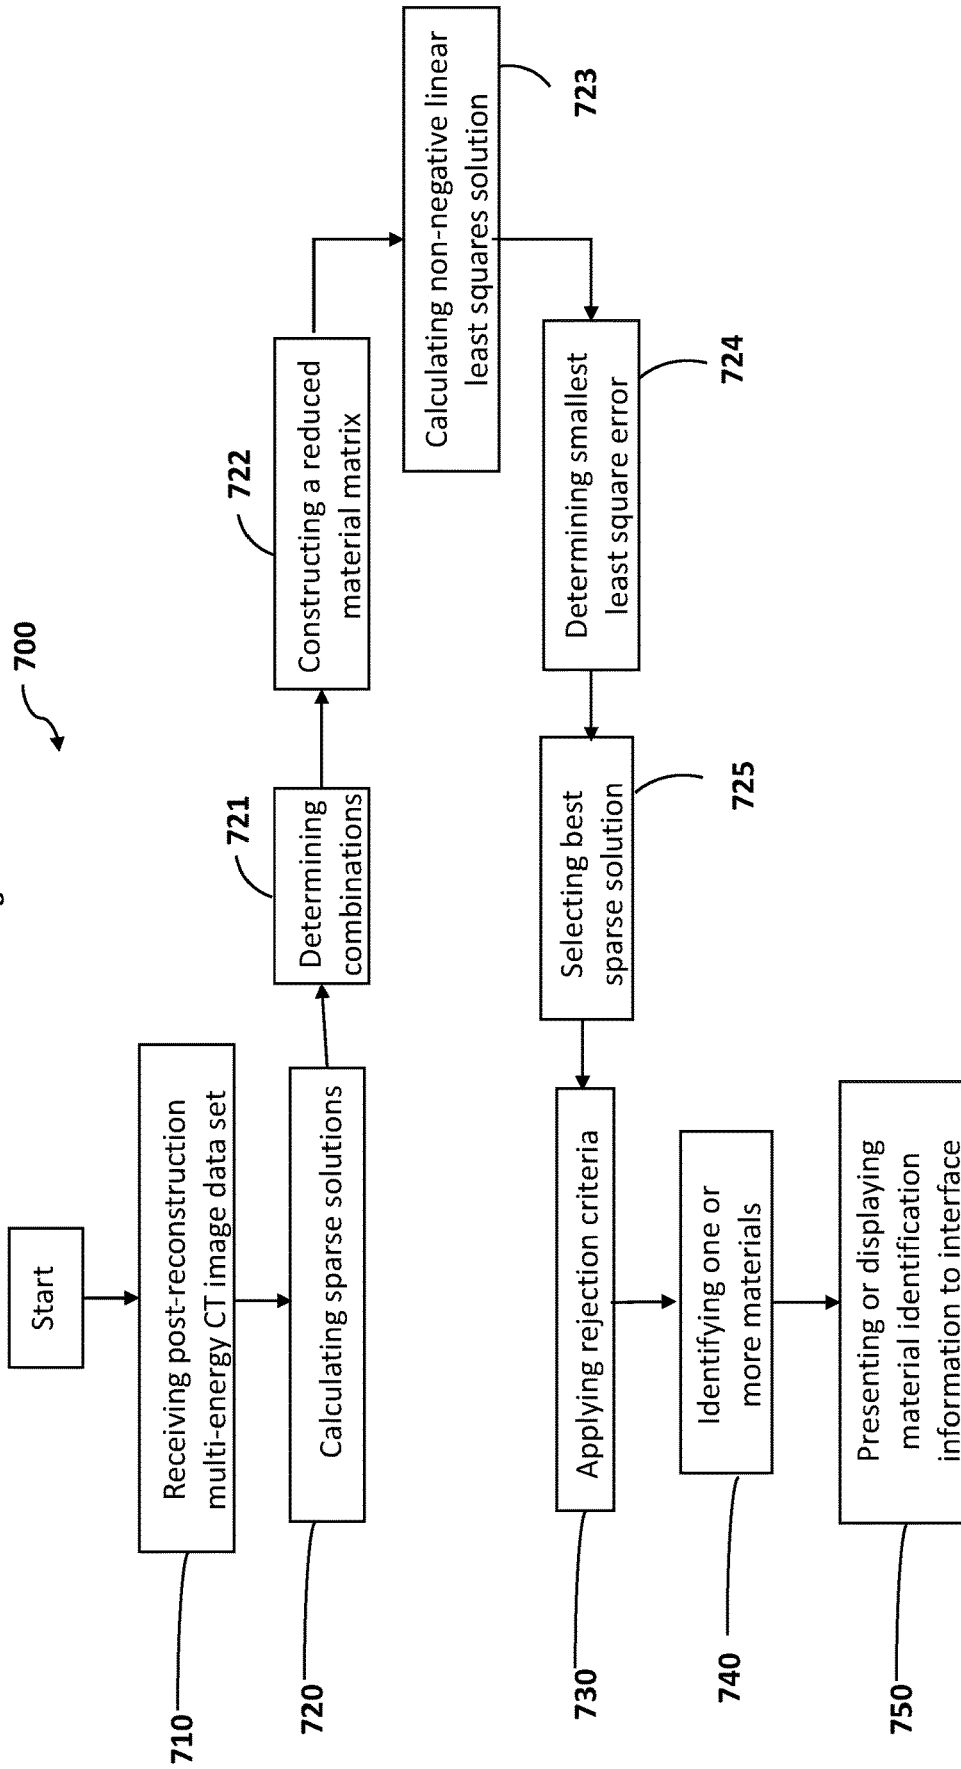 700
Start
Receiving post-reconstruction
multi-energy CT image data set
710
Calculating sparse solutions
720
Determining
combinations
721
Constructing a reduced
material matrix
722
Calculating non-negative linear
least squares solution
723
Determining smallest
least square error
724
Selecting best
sparse solution
725
Applying rejection criteria
730
Identifying one or
more materials
740
Presenting or displaying
material identification
information to interface
750